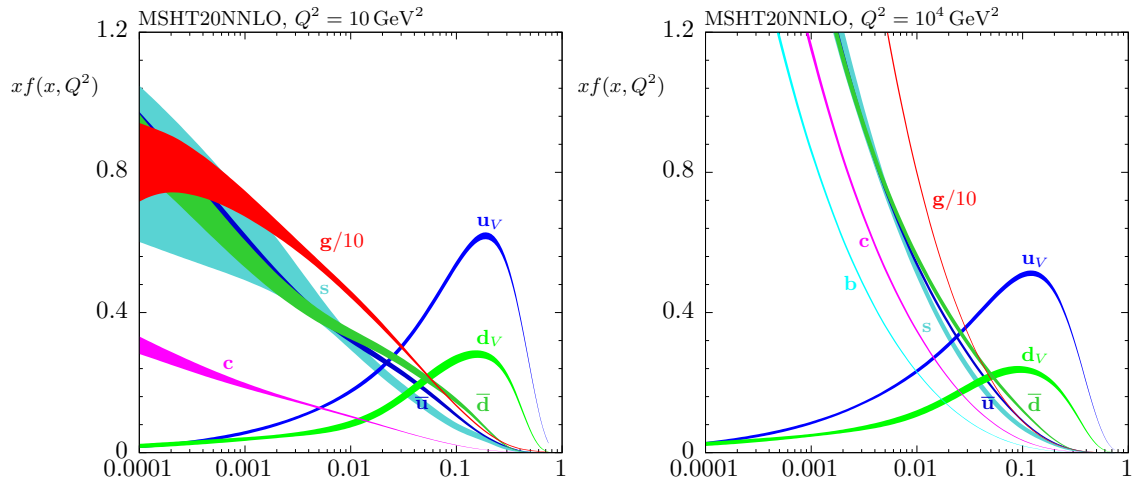 MSHT20NNLO, Q² = 10 GeV²
xf(x, Q²)
1.2
0.8
0.4
0
0.0001
0.001
0.01
0.1
1
g/10
s
c
u_V
d_V
u̅
d̅
MSHT20NNLO, Q² = 10⁴ GeV²
xf(x, Q²)
1.2
0.8
0.4
0
0.0001
0.001
0.01
0.1
1
g/10
c
b
s
u_V
d_V
u̅
d̅